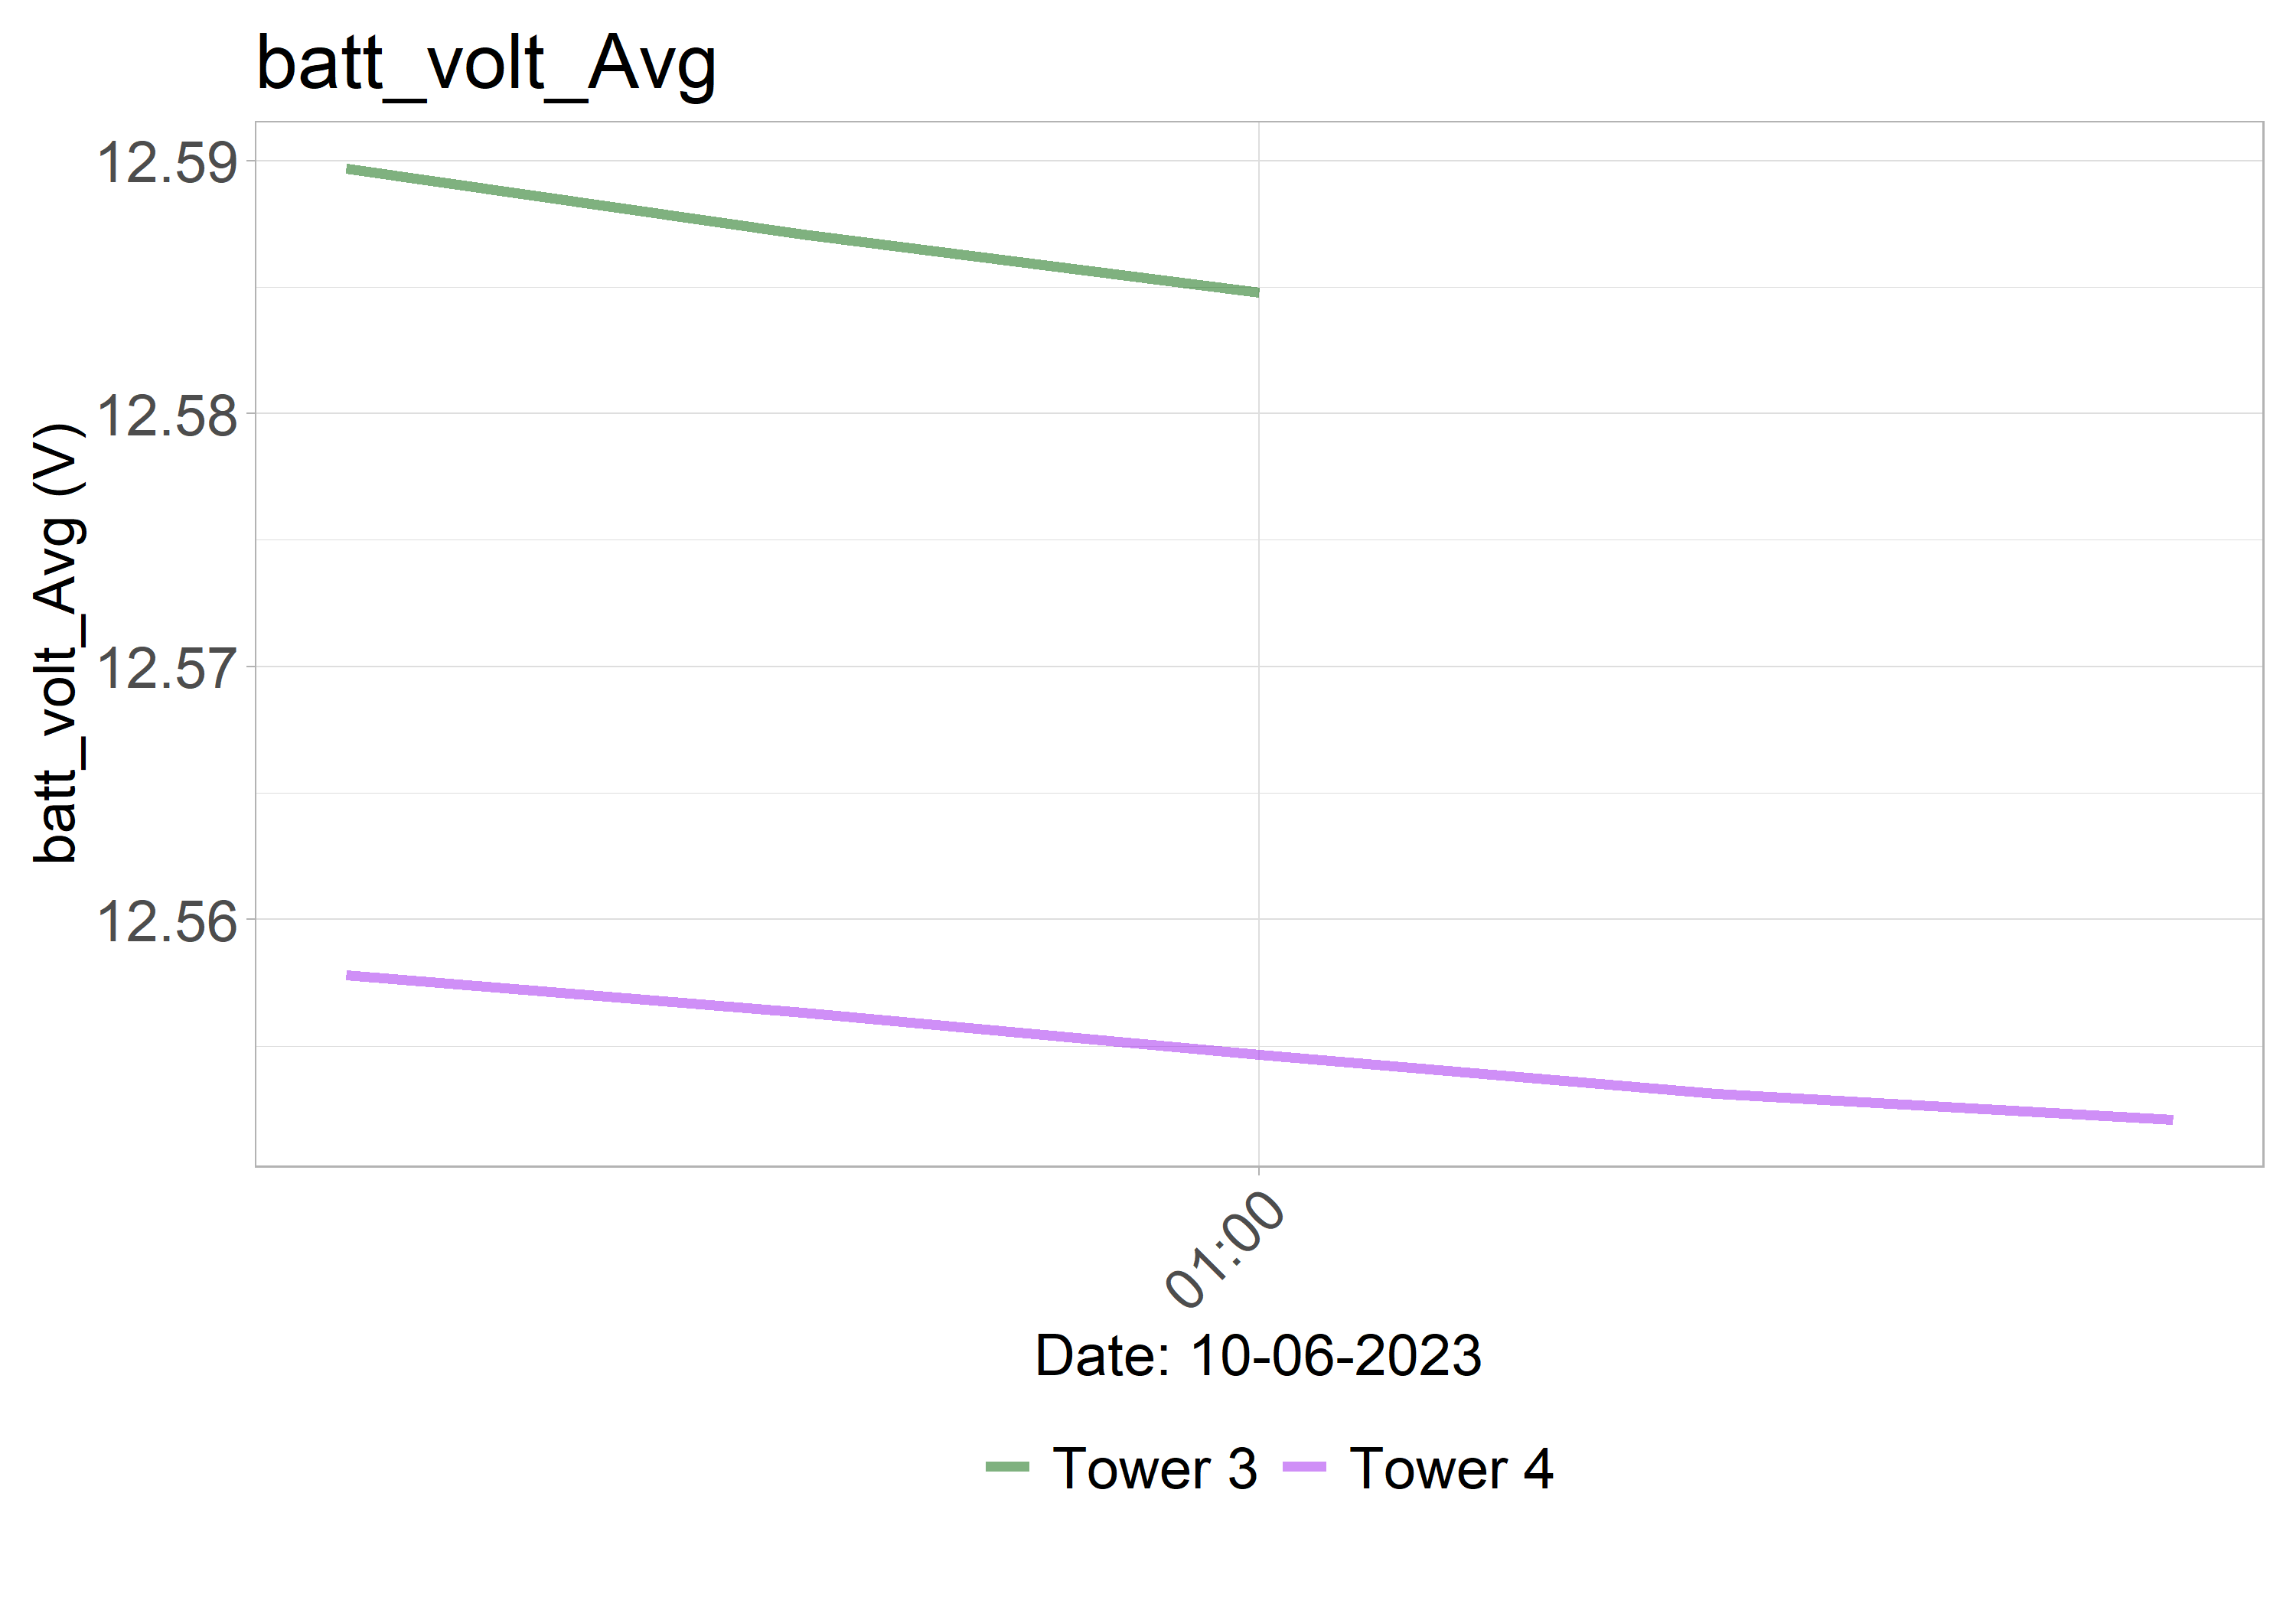 batt_volt_Avg
batt_volt_Avg (V)
12.59
12.58
12.57
12.56
01:00
Date: 10-06-2023
Tower 3 Tower 4